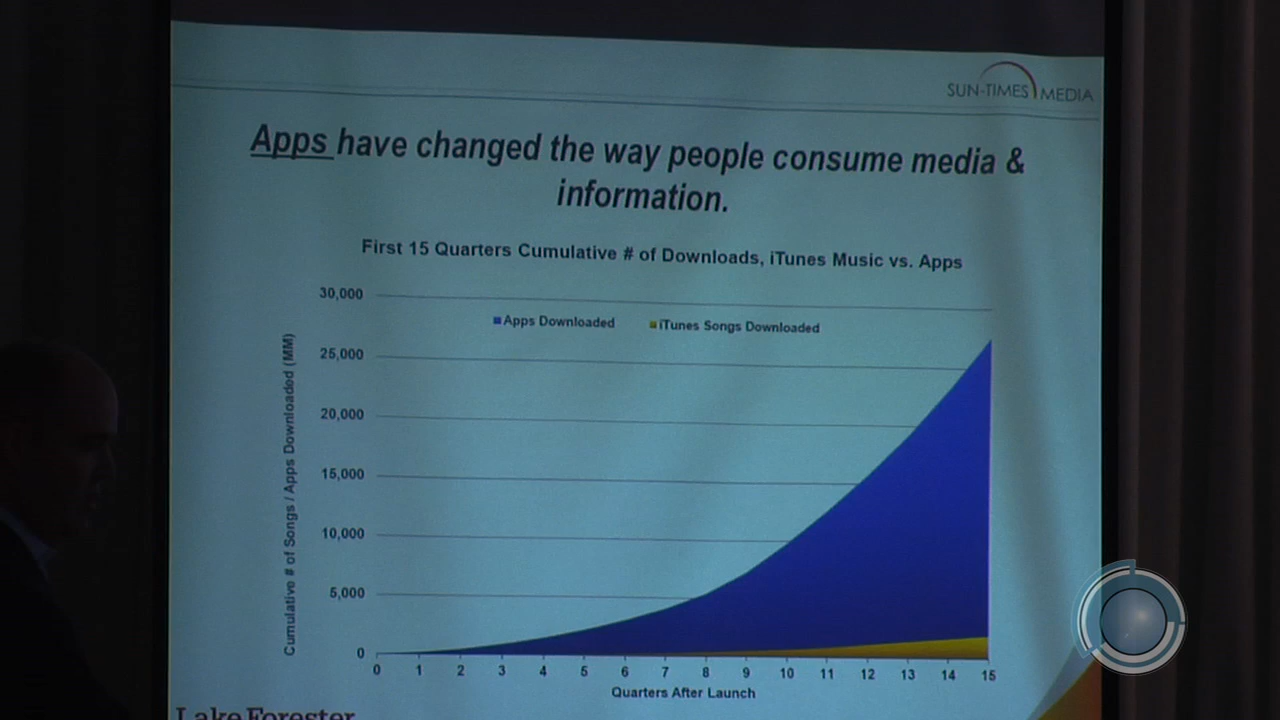 SUN-TIMES MEDIA
Apps have changed the way people consume media &
information.
First 15 Quarters Cumulative # of Downloads, iTunes Music vs. Apps
Cumulative # of Songs / Apps Downloaded (MM)
30,000
Apps Downloaded iTunes Songs Downloaded
25,000
20,000
15,000
10,000
5,000
0
0 1 2 3 4 5 6 7 8 9 10 11 12 13 14 15
Quarters After Launch
Lake Forester